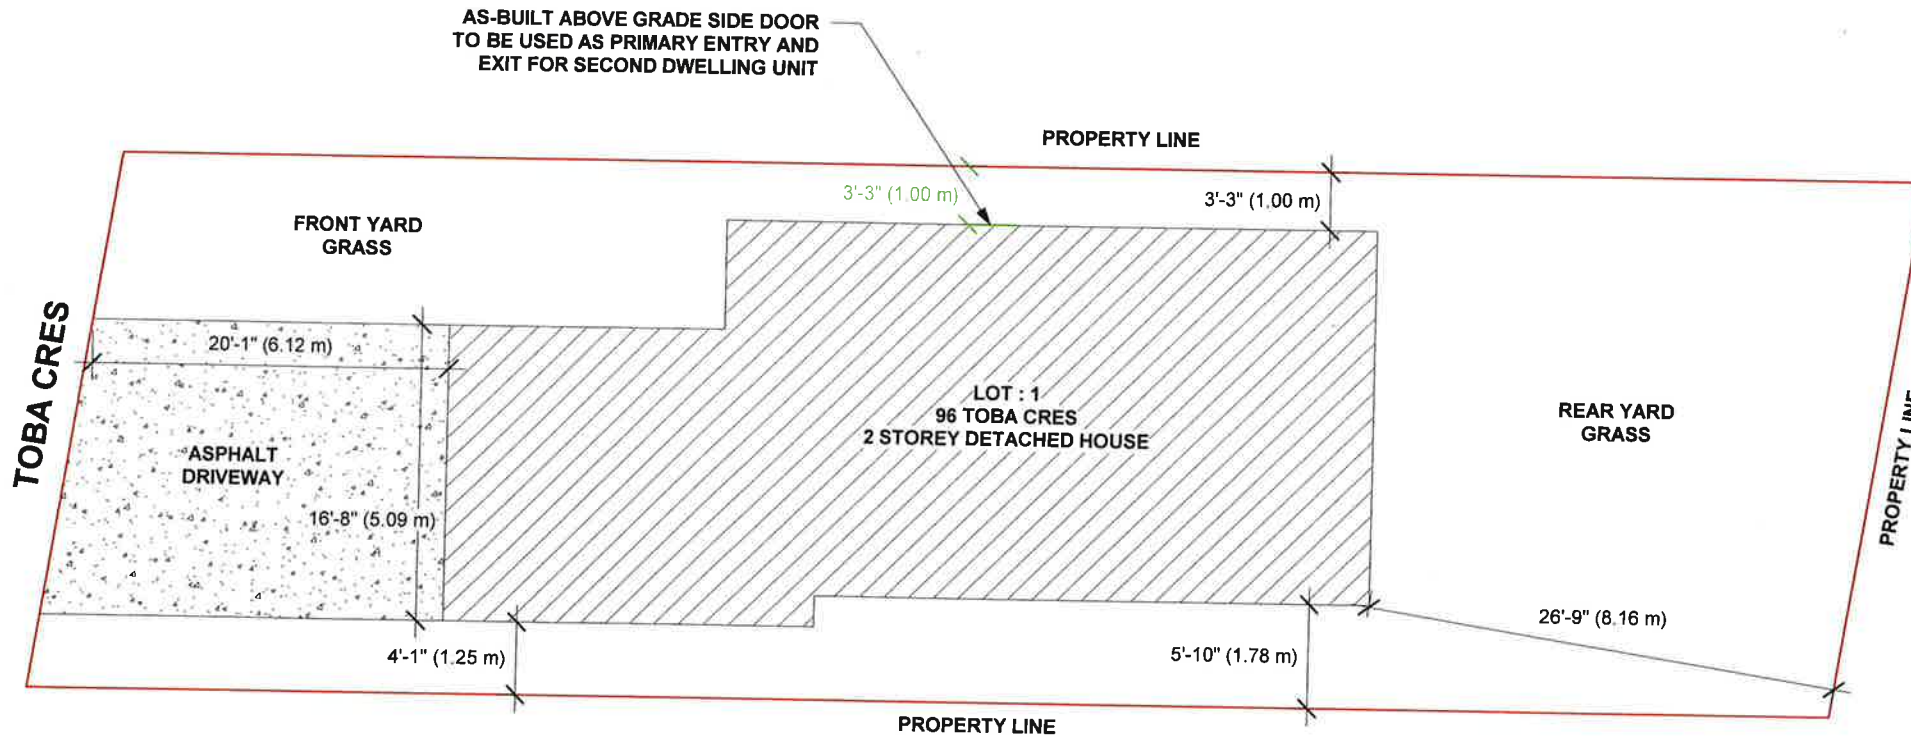 AS-BUILT ABOVE GRADE SIDE DOOR
TO BE USED AS PRIMARY ENTRY AND
EXIT FOR SECOND DWELLING UNIT
PROPERTY LINE
3'-3" (1.00 m)
3'-3" (1.00 m)
FRONT YARD
GRASS
TOBA CRES
20'-1" (6.12 m)
ASPHALT
DRIVEWAY
16'-8" (5.09 m)
LOT : 1
96 TOBA CRES
2 STOREY DETACHED HOUSE
REAR YARD
GRASS
PROPERTY LINE
4'-1" (1.25 m)
5'-10" (1.78 m)
26'-9" (8.16 m)
PROPERTY LINE